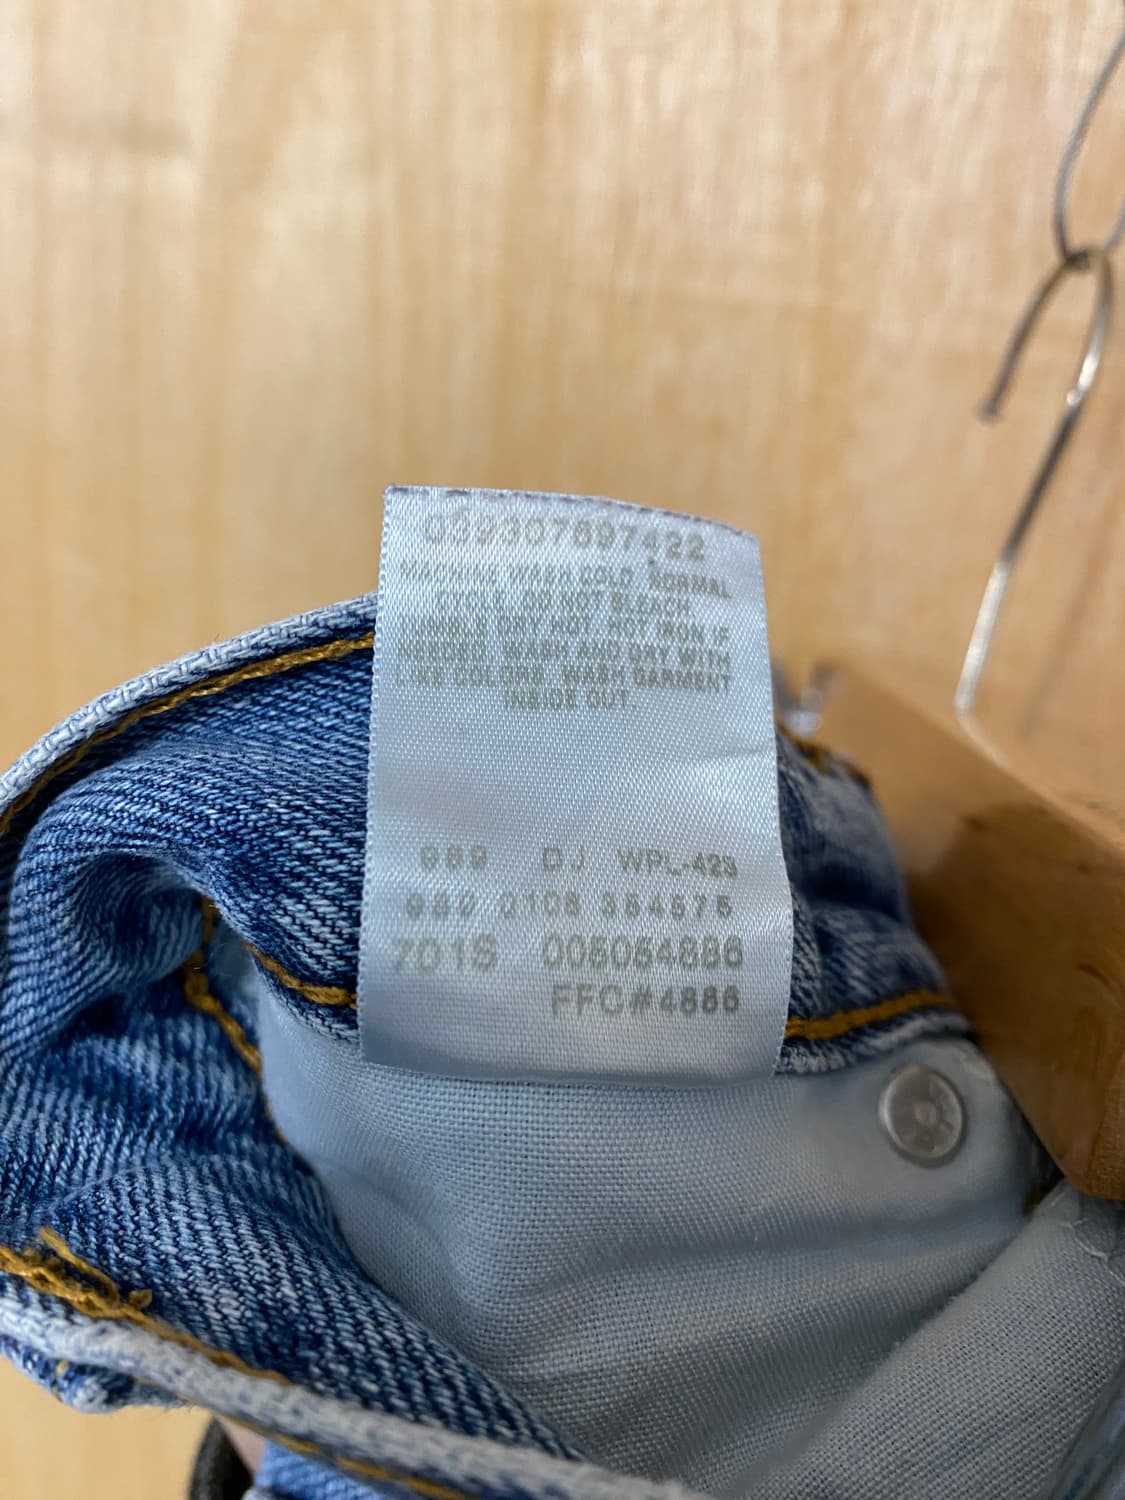 039307697422
MACHINE WASH COLD, NORMAL
CYCLE. DO NOT BLEACH.
TUMBLE DRY HOT. HOT IRON IF
NEEDED. WASH AND DRY WITH
LIKE COLORS. WASH GARMENT
INSIDE OUT.
989 DJ WPL-423
989 0108 354575
701S 005054886
FFC#4886